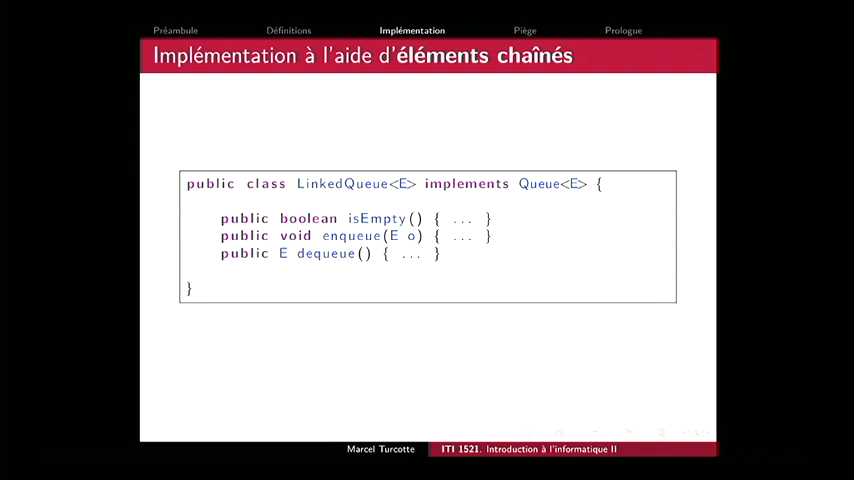 Préambule Définitions Implémentation Piège Prologue
Implémentation à l'aide d'éléments chaînés
public class LinkedQueue<E> implements Queue<E> {
public boolean isEmpty() { ... }
public void enqueue(E o) { ... }
public E dequeue() { ... }
}
Marcel Turcotte ITI 1521. Introduction à l'informatique II